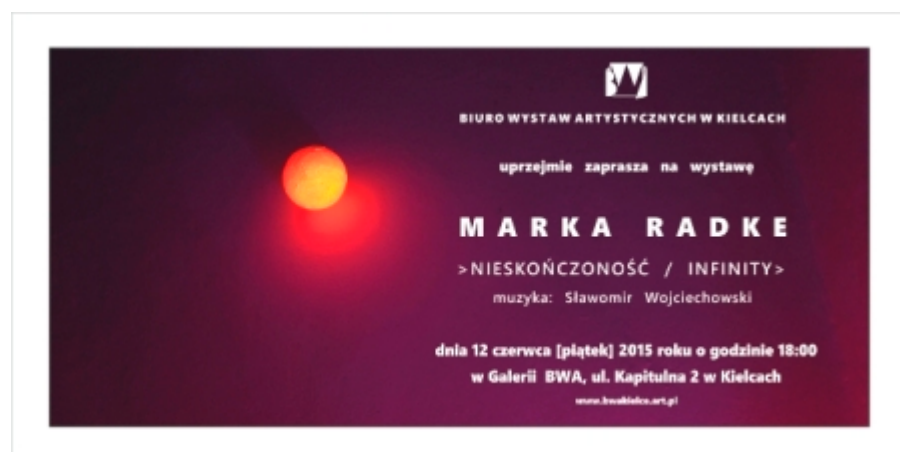 BIURO WYSTAW ARTYSTYCZNYCH W KIELCACH
uprzejmie zaprasza na wystawę
MARKA RADKE
>NIESKOŃCZONOŚĆ / INFINITY>
muzyka: Sławomir Wojciechowski
dnia 12 czerwca [piątek] 2015 roku o godzinie 18:00
w Galerii BWA, ul. Kapitulna 2 w Kielcach
www.bwakielce.art.pl